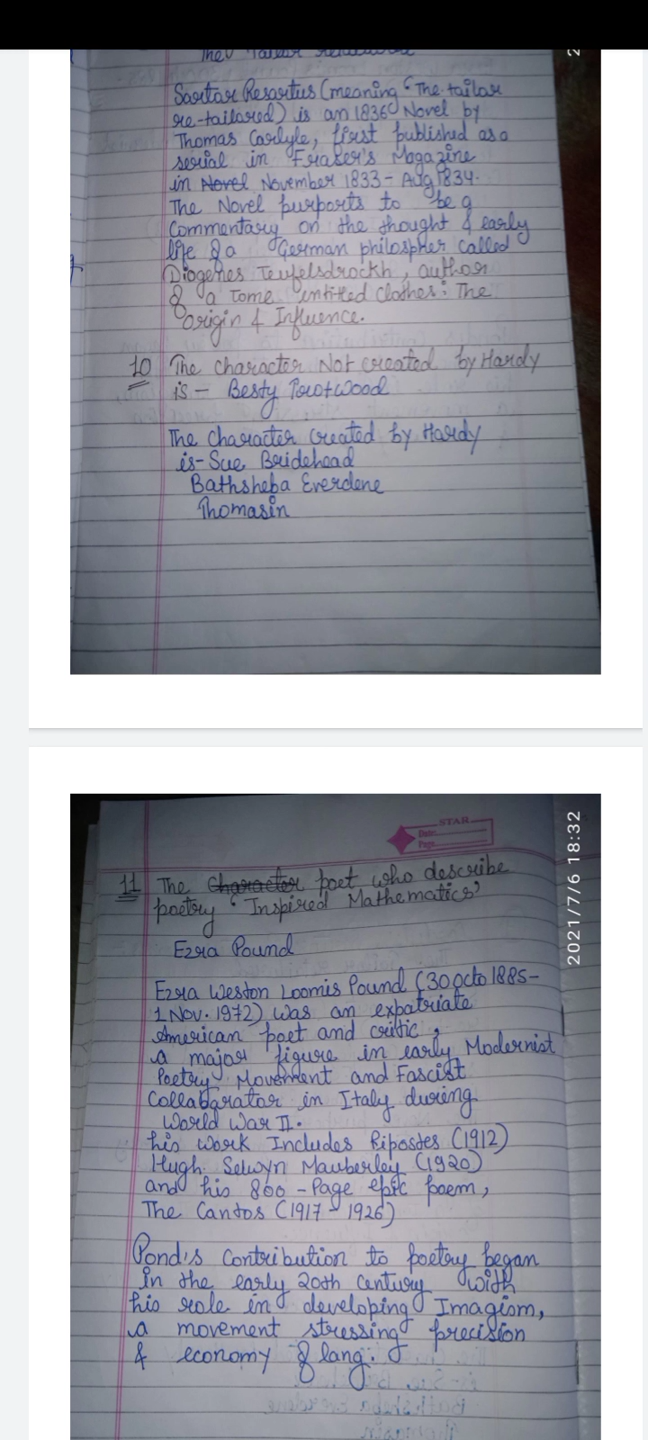 Sartar Resartus (meaning 'The tailar
re-tailared) is an 1836 Novel by
Thomas Carlyle, first published as a
serial in Fraser's Magazine
in Novel November 1833 - Aug 1834.
The Novel purports to be a
Commentary on the thought & early
life of a German philospher called
Diogenes Teufelsdrockh, author
of a Tome entitled clothes: The
origin & Influence.
10 The character Not created by Hardy
is - Besty Trotwood
The character created by Hardy
is - Sue Bridehead
Bathsheba Everdene
Thomasin
STAR
Date
Page
2021/7/6 18:32
11 The Character poet who describe
poetry 'Inspired Mathematics'
Ezra Pound
Ezra Weston Loomis Pound (30 octo 1885-
1 Nov. 1972) was an expatriate
American poet and critic,
a major figure in early Modernist
Poetry Movement and Fascist
Collabaratar in Italy during
World War II.
his work Includes Ripostes (1912)
Hugh Selwyn Mauberley (1920)
and his 800-Page epic poem,
The Cantos (1917-1926)
Pond's Contribution to poetry began
in the early 20th Century with
his role in developing Imagism,
a movement stressing precision
& economy of lang.